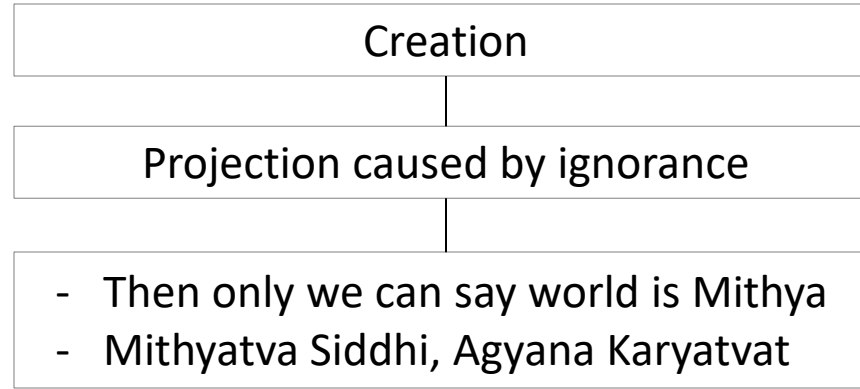 Creation
Projection caused by ignorance
- Then only we can say world is Mithya
- Mithyatva Siddhi, Agyana Karyatvat